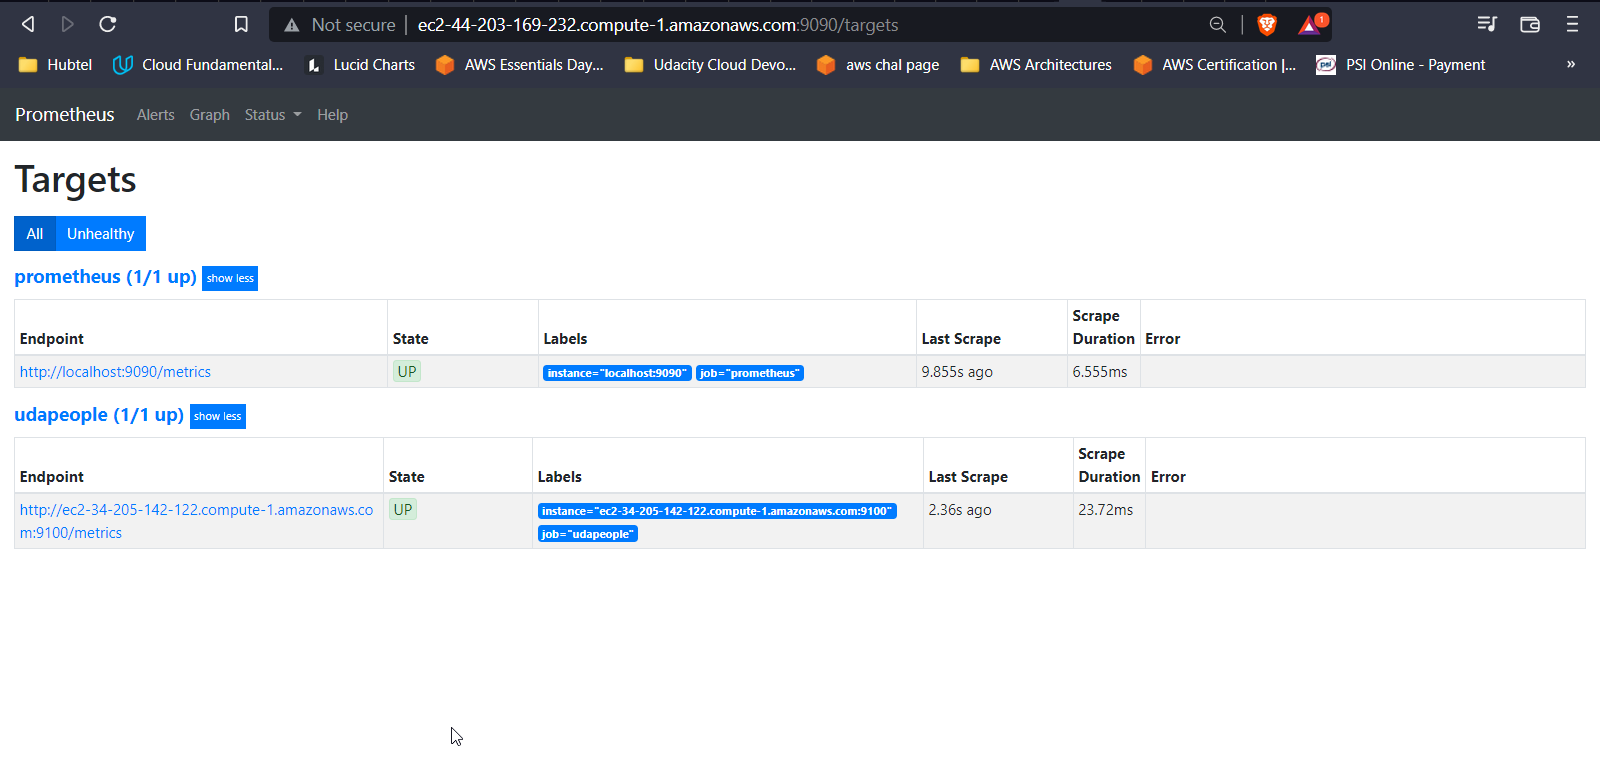 Not secure | ec2-44-203-169-232.compute-1.amazonaws.com:9090/targets
1
Hubtel Cloud Fundamental... Lucid Charts AWS Essentials Day... Udacity Cloud Devo... aws chal page AWS Architectures AWS Certification |... psi PSI Online - Payment »
Prometheus Alerts Graph Status Help
Targets
All Unhealthy
prometheus (1/1 up) show less
Endpoint State Labels Last Scrape Scrape Duration Error
http://localhost:9090/metrics UP instance="localhost:9090" job="prometheus" 9.855s ago 6.555ms
udapeople (1/1 up) show less
Endpoint State Labels Last Scrape Scrape Duration Error
http://ec2-34-205-142-122.compute-1.amazonaws.co UP instance="ec2-34-205-142-122.compute-1.amazonaws.com:9100" 2.36s ago 23.72ms
m:9100/metrics job="udapeople"